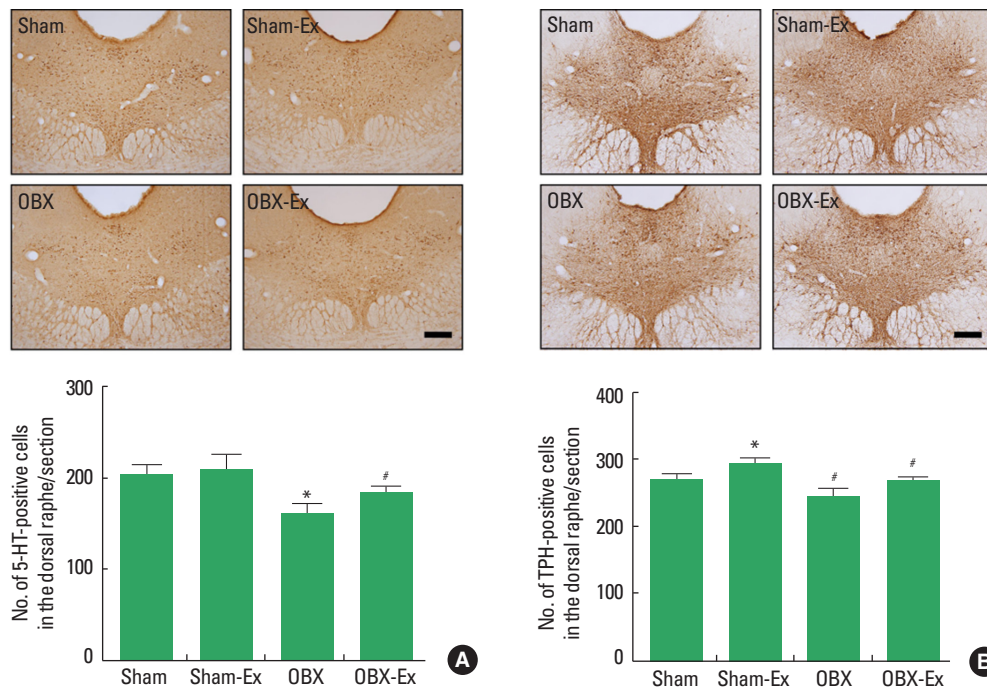 Sham
Sham-Ex
OBX
OBX-Ex
Sham
Sham-Ex
OBX
OBX-Ex
No. of 5-HT-positive cells
in the dorsal raphe/section
300
200
100
0
*
#
Sham
Sham-Ex
OBX
OBX-Ex
A
No. of TPH-positive cells
in the dorsal raphe/section
400
300
200
100
0
*
#
#
Sham
Sham-Ex
OBX
OBX-Ex
B